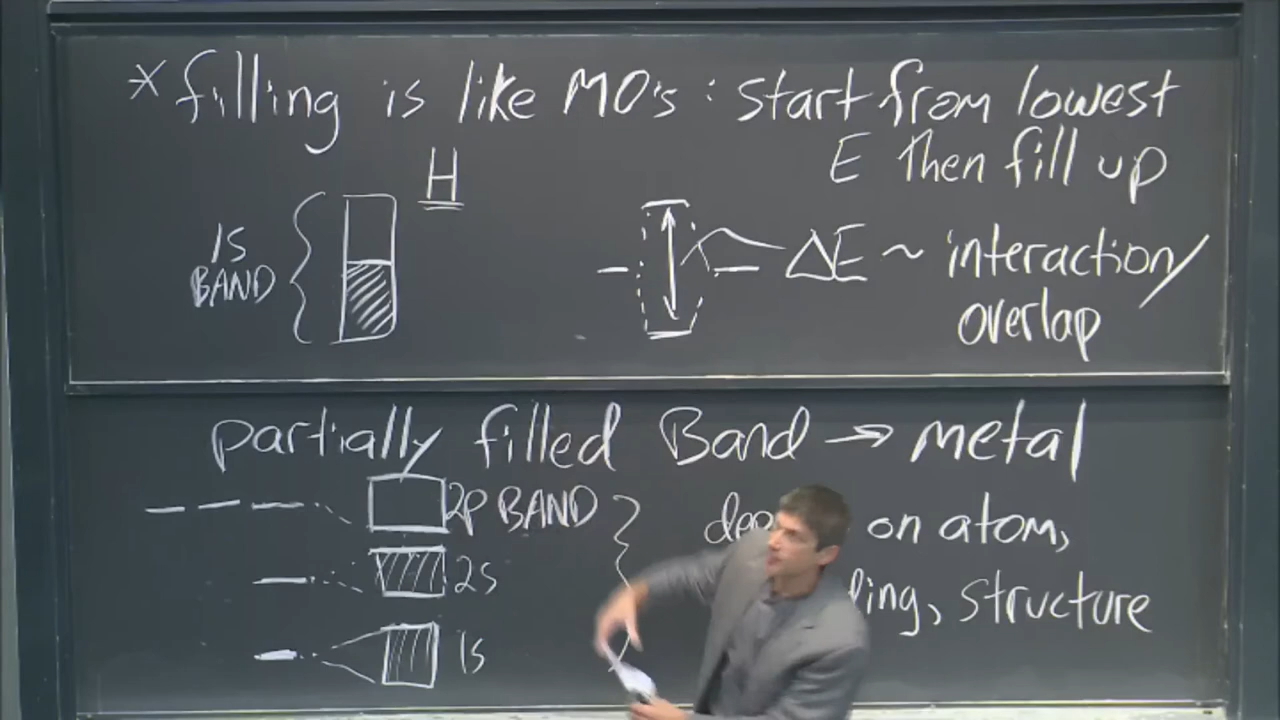 * filling is like MO's : start from lowest
E then fill up
H
1S
BAND
ΔE ~ interaction/
overlap
partially filled Band → metal
2P BAND
on atom,
2s
structure
1s